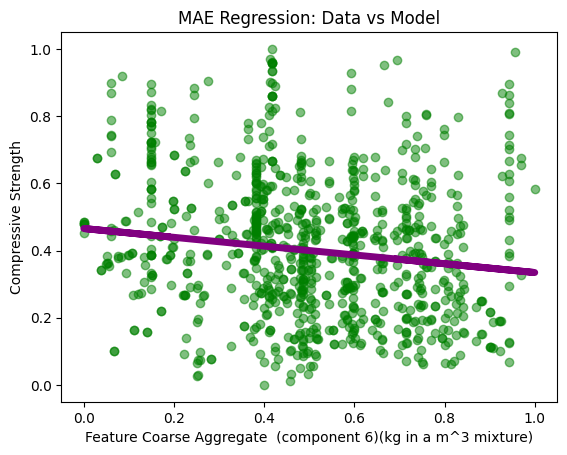 MAE Regression: Data vs Model
Compressive Strength
1.0
0.8
0.6
0.4
0.2
0.0
0.0 0.2 0.4 0.6 0.8 1.0
Feature Coarse Aggregate  (component 6)(kg in a m^3 mixture)